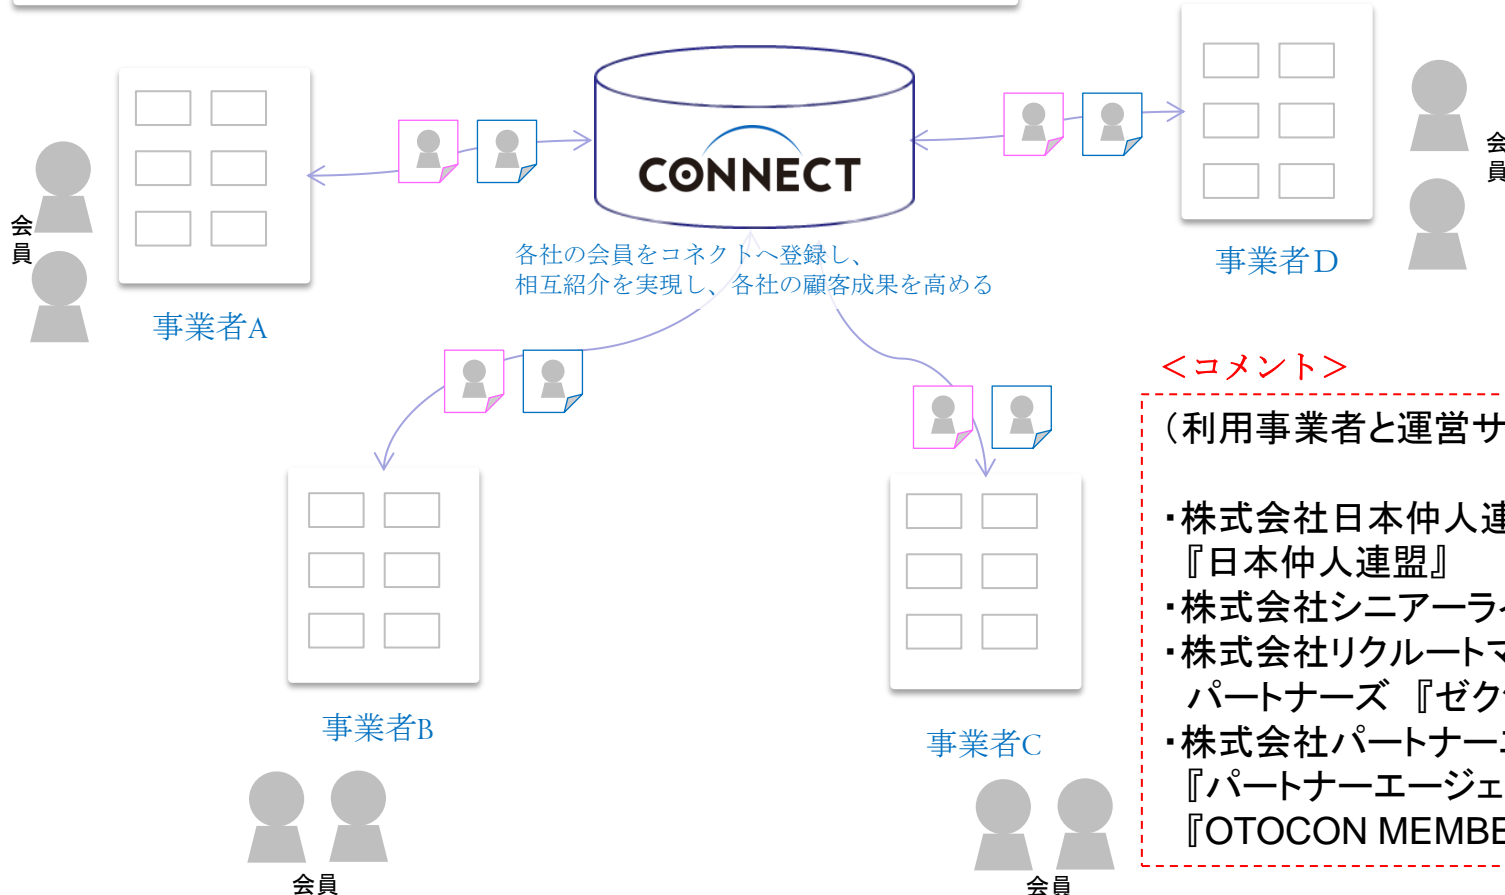 CONNECT
各社の会員をコネクトへ登録し、
相互紹介を実現し、各社の顧客成果を高める
会員
事業者A
会員
事業者D
事業者B
会員
事業者C
会員
＜コメント＞
（利用事業者と運営サ
・株式会社日本仲人連
『日本仲人連盟』
・株式会社シニアーラ
・株式会社リクルートマ
パートナーズ 『ゼク
・株式会社パートナー
『パートナーエージェ
『OTOCON MEMBE